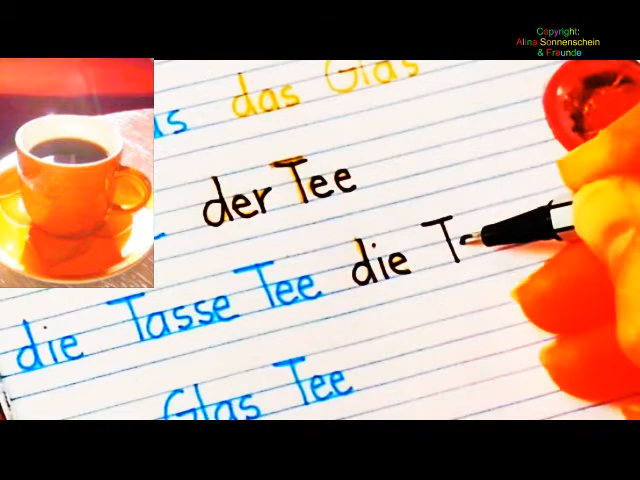 Copyright:
Alina Sonnenschein
& Freunde
das Glas
der Tee
die Tasse Tee die T
Glas Tee